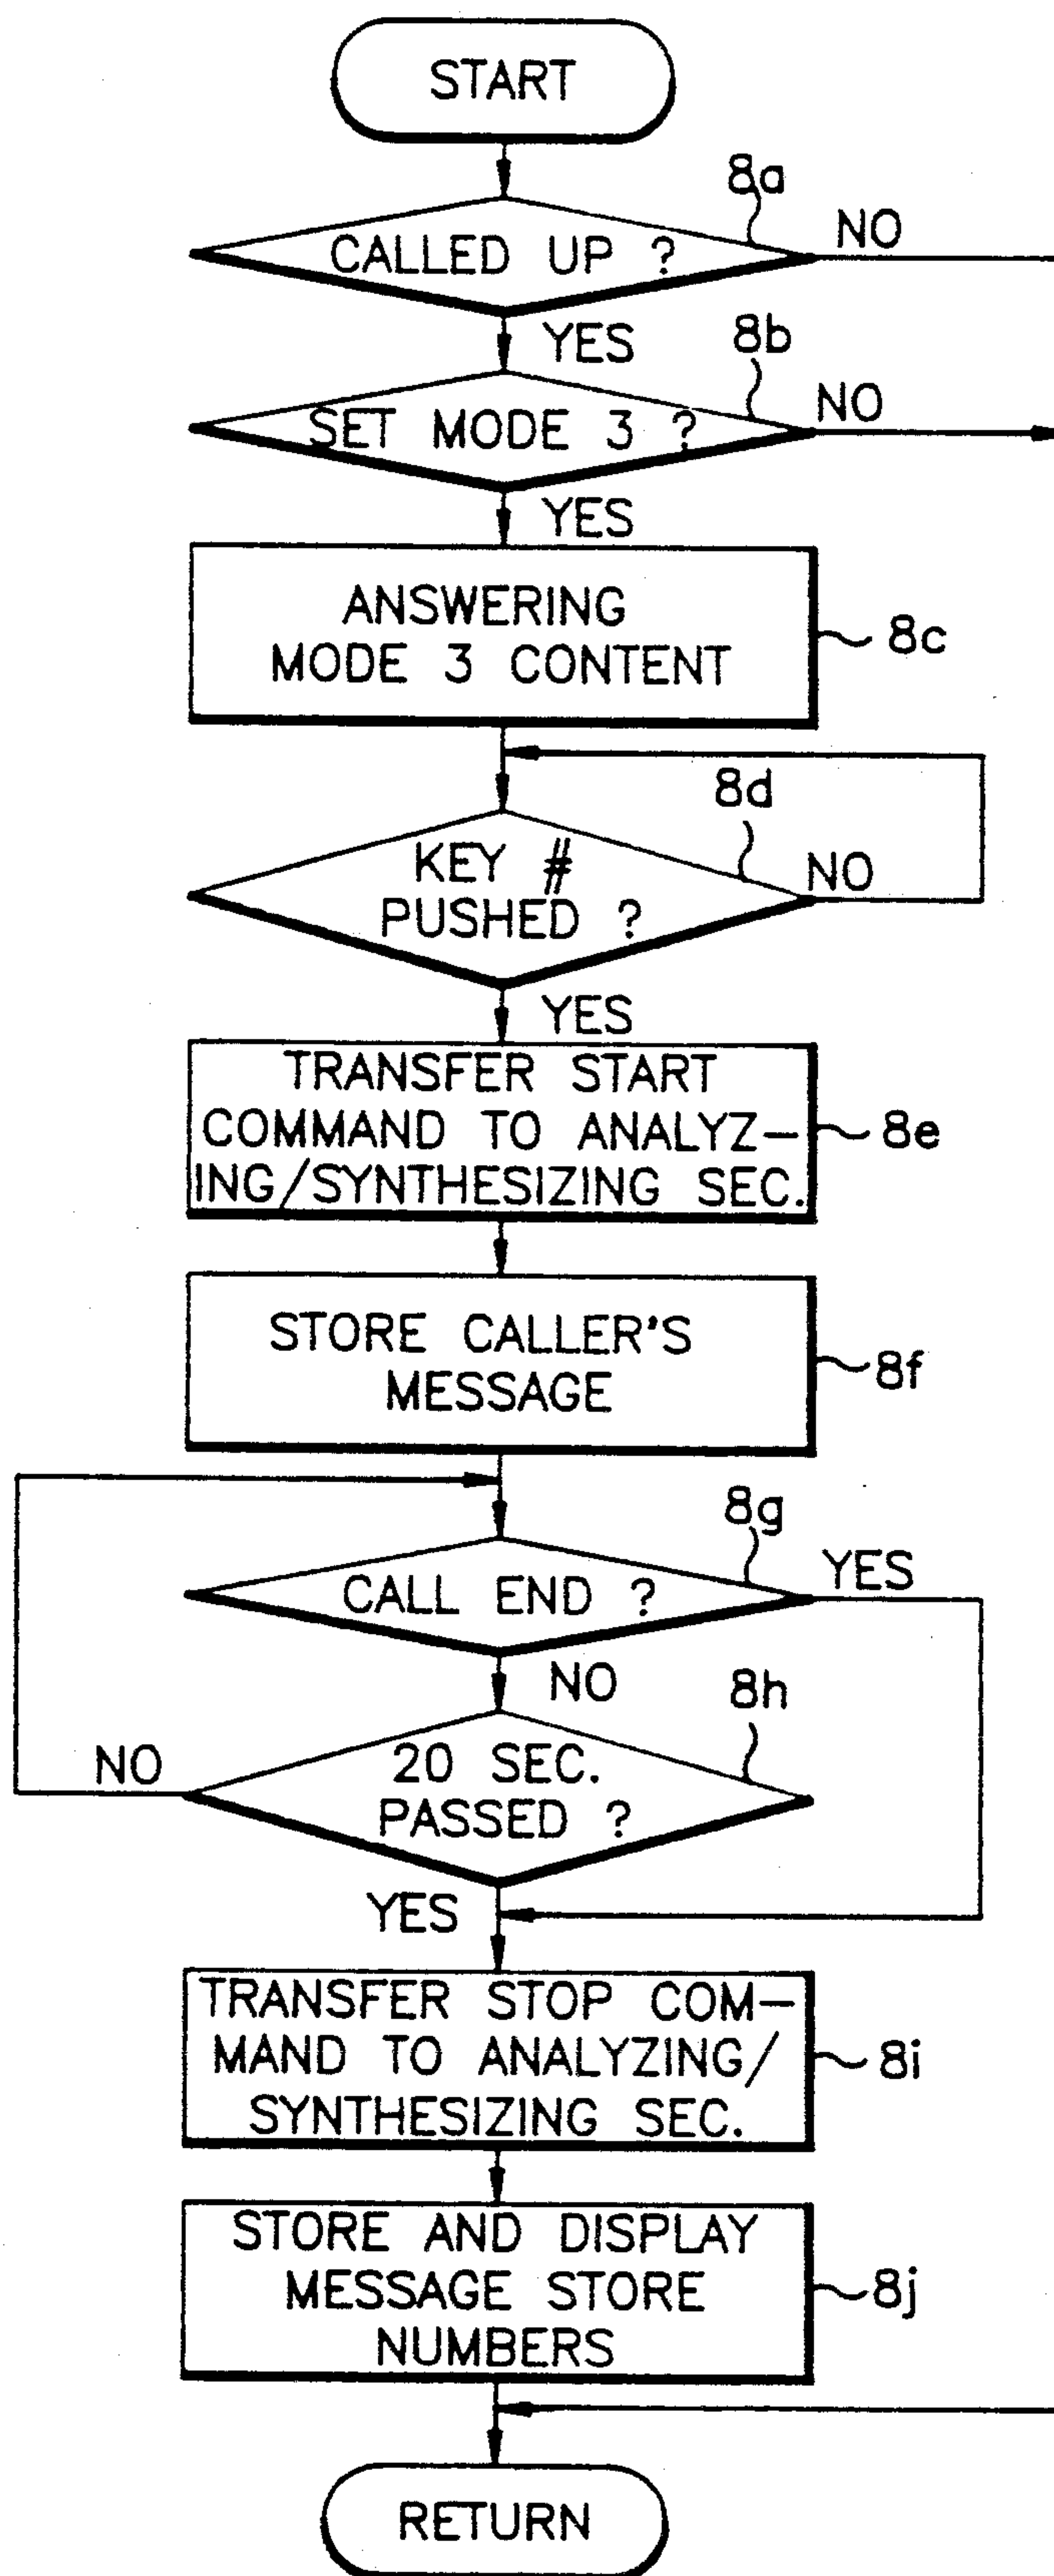 START
8a
CALLED UP ?
NO
YES
8b
SET MODE 3 ?
NO
YES
ANSWERING
MODE 3 CONTENT
8c
8d
KEY #
PUSHED ?
NO
YES
TRANSFER START
COMMAND TO ANALYZ-
ING/SYNTHESIZING SEC.
8e
STORE CALLER'S
MESSAGE
8f
8g
CALL END ?
YES
NO
8h
20 SEC.
PASSED ?
NO
YES
TRANSFER STOP COM-
MAND TO ANALYZING/
SYNTHESIZING SEC.
8i
STORE AND DISPLAY
MESSAGE STORE
NUMBERS
8j
RETURN